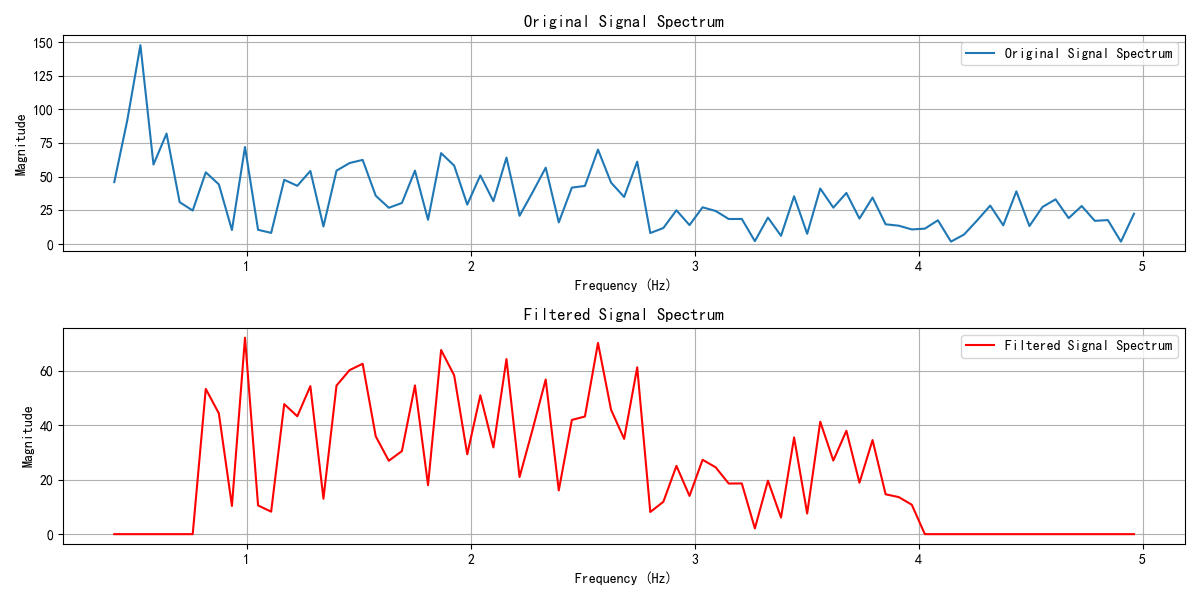 Original Signal Spectrum
Original Signal Spectrum
Magnitude
150
125
100
75
50
25
0
1
2
3
4
5
Frequency (Hz)
Filtered Signal Spectrum
Filtered Signal Spectrum
Magnitude
60
40
20
0
1
2
3
4
5
Frequency (Hz)